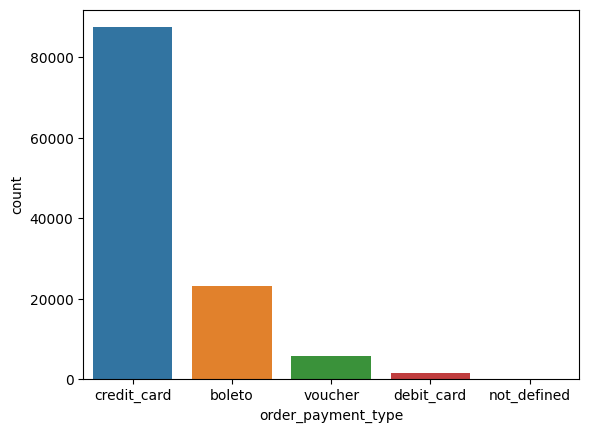 80000
60000
40000
20000
0
count
credit_card boleto voucher debit_card not_defined
order_payment_type